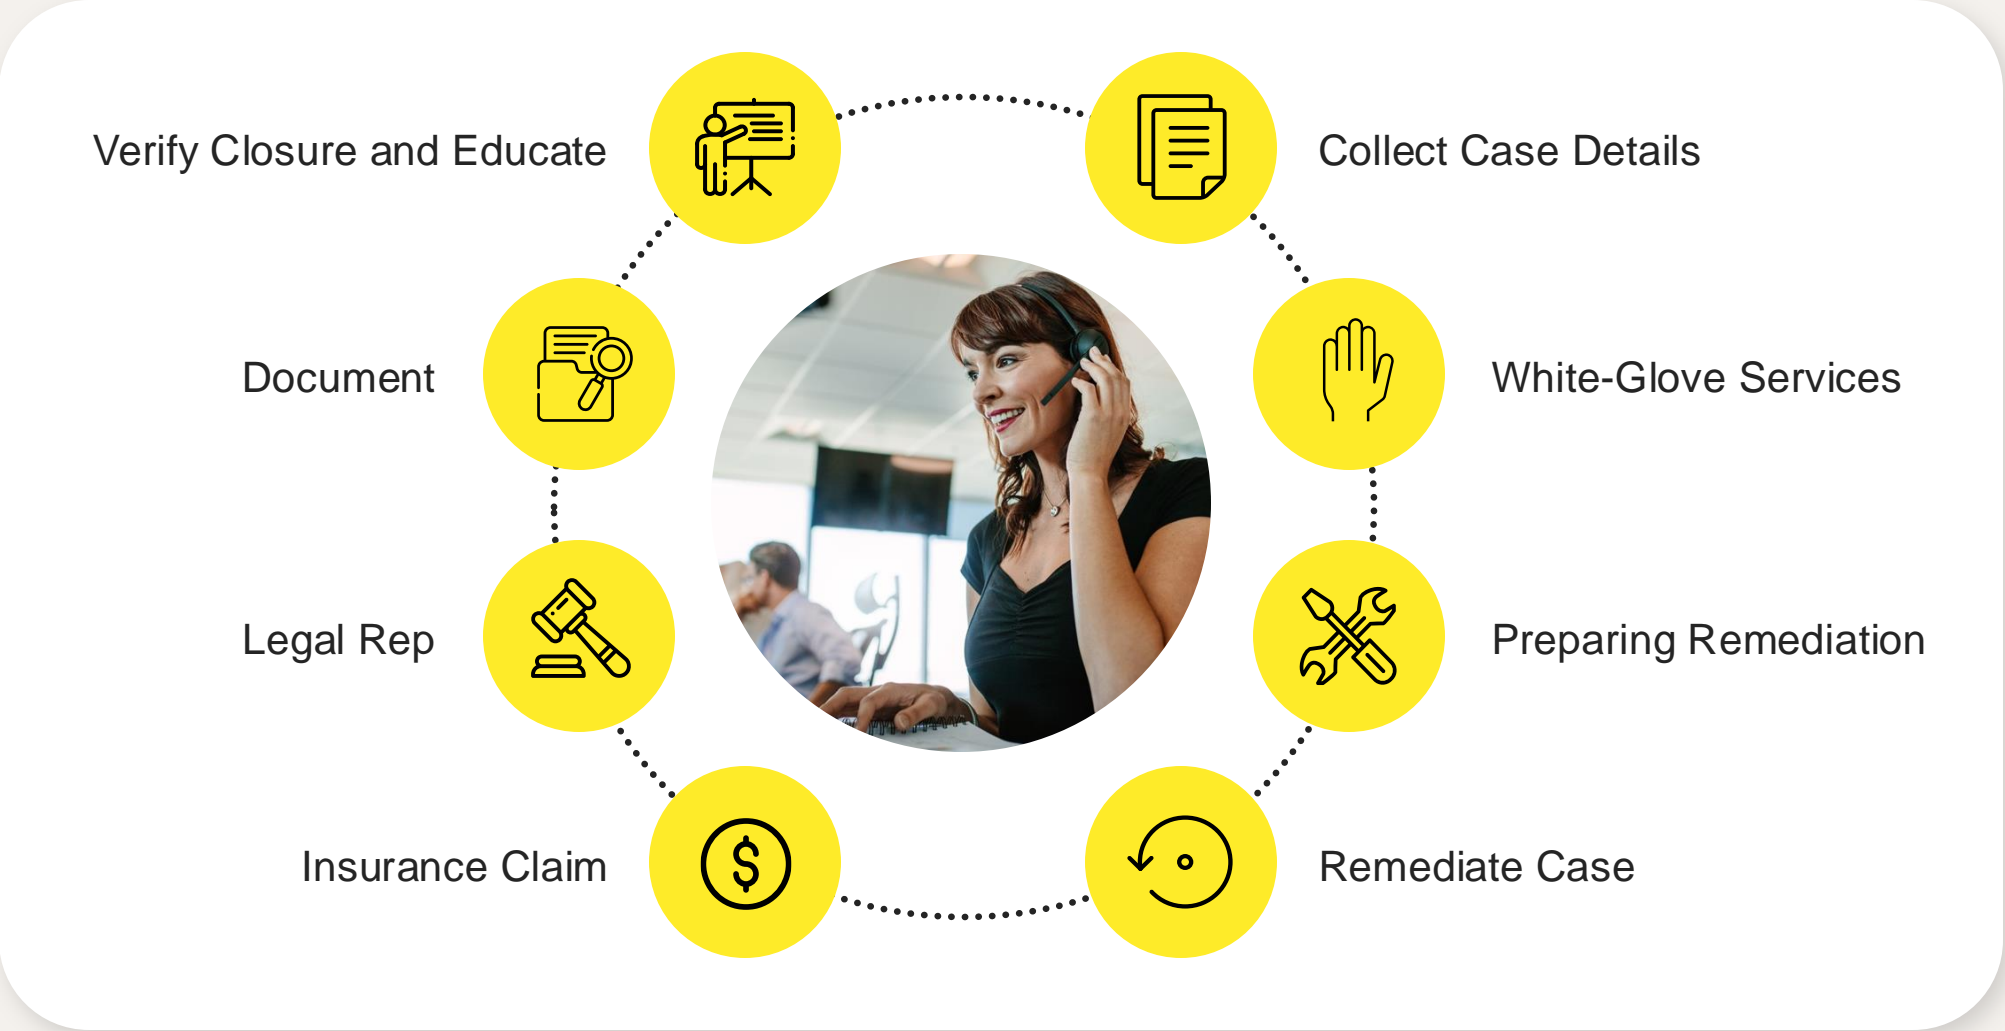 Verify Closure and Educate
Collect Case Details
Document
White-Glove Services
Legal Rep
Preparing Remediation
Insurance Claim
Remediate Case